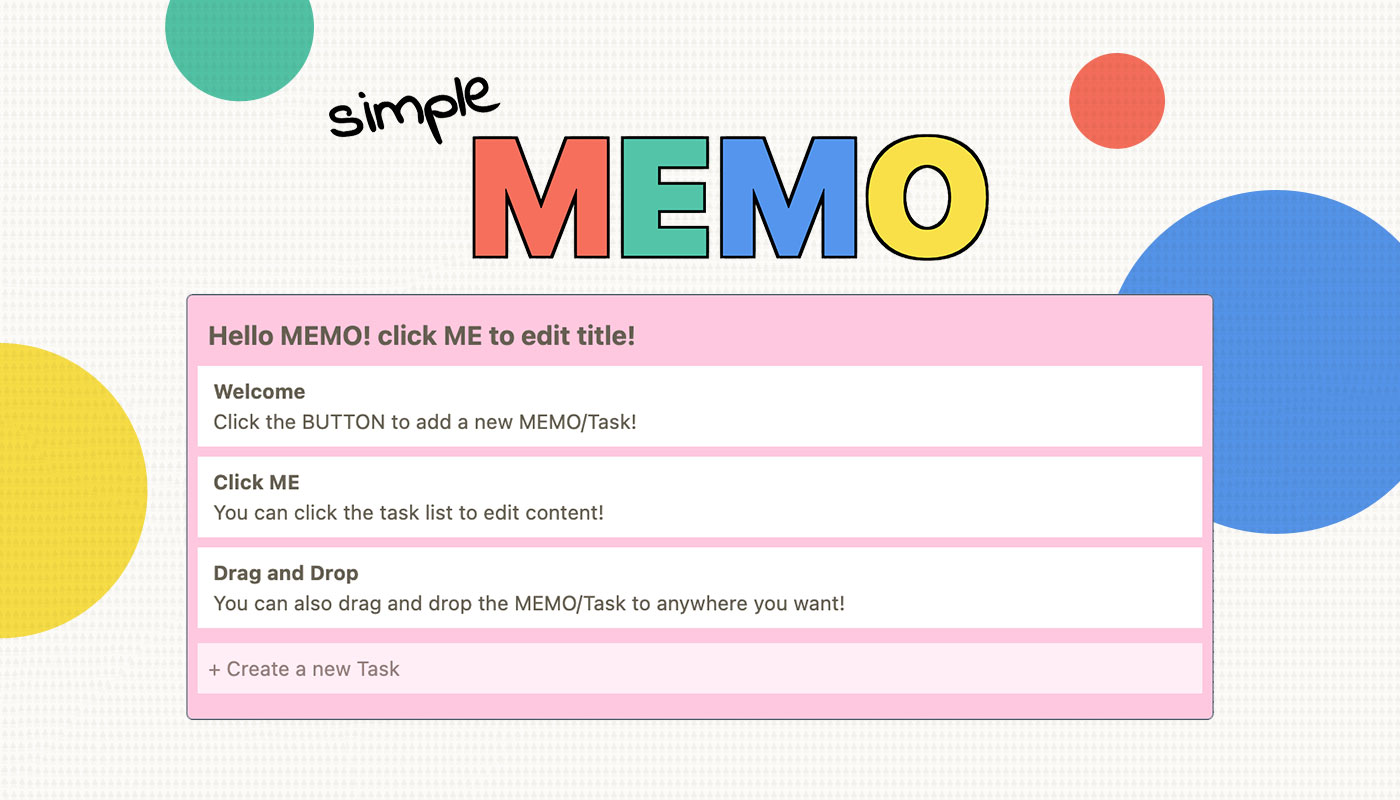 simple
MEMO
Hello MEMO! click ME to edit title!
Welcome
Click the BUTTON to add a new MEMO/Task!
Click ME
You can click the task list to edit content!
Drag and Drop
You can also drag and drop the MEMO/Task to anywhere you want!
+ Create a new Task